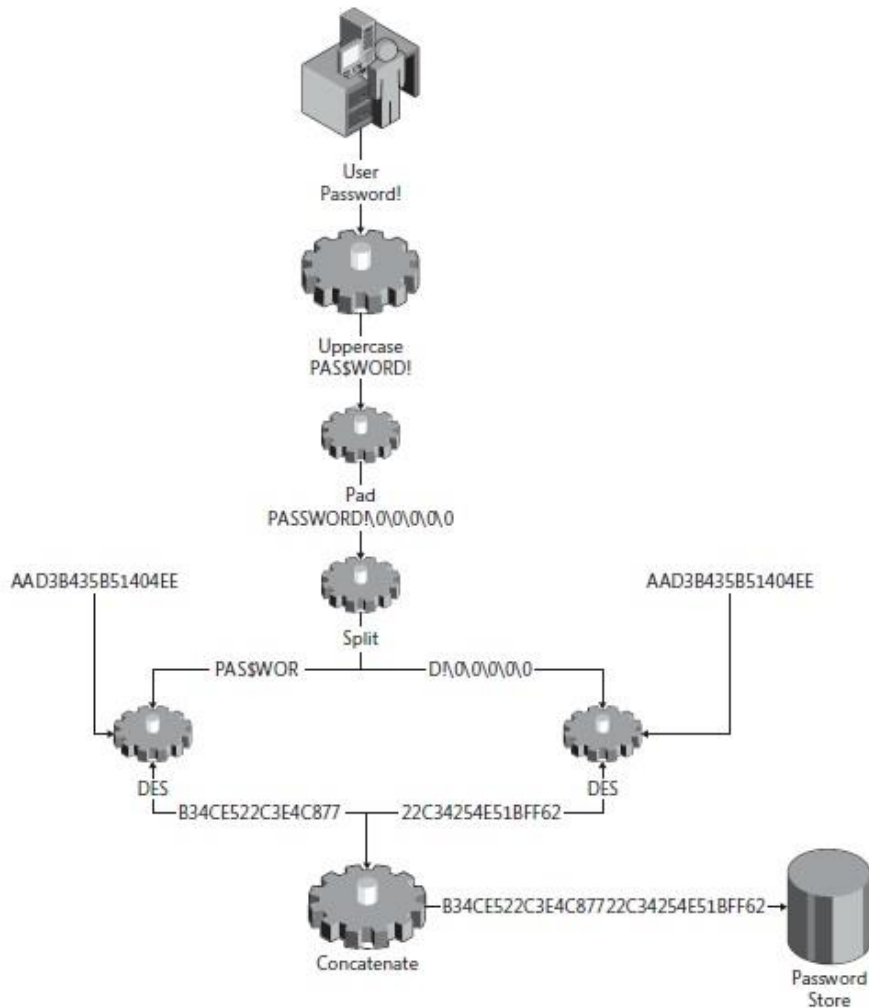 User
Password!
Uppercase
PAS$WORD!
Pad
PASSWORD!\0\0\0\0\0
AAD3B435B51404EE
AAD3B435B51404EE
Split
PAS$WOR
D!\0\0\0\0\0
DES
DES
B34CE522C3E4C877
22C34254E51BFF62
B34CE522C3E4C87722C34254E51BFF62
Concatenate
Password
Store